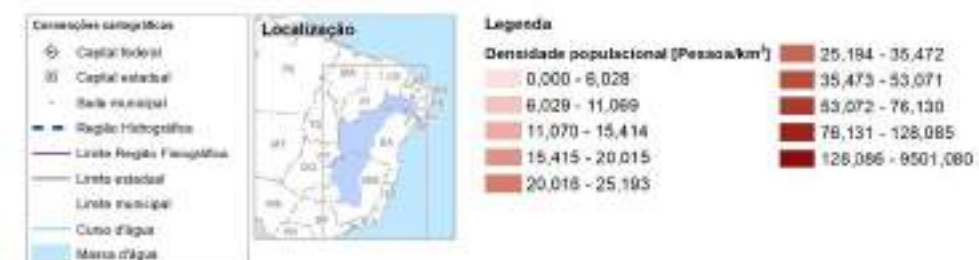 Convenções cartográficas
Capital federal
Capital estadual
Sede municipal
Região Hidrográfica
Limite Região Fisiográfica
Limite estadual
Limite municipal
Curso d'água
Massa d'água
Localização
Legenda
Densidade populacional [Pessoa/km²]
0,000 - 6,028
6,029 - 11,069
11,070 - 15,414
15,415 - 20,015
20,016 - 25,193
25,194 - 35,472
35,473 - 53,071
53,072 - 76,130
76,131 - 128,085
128,086 - 9501,080